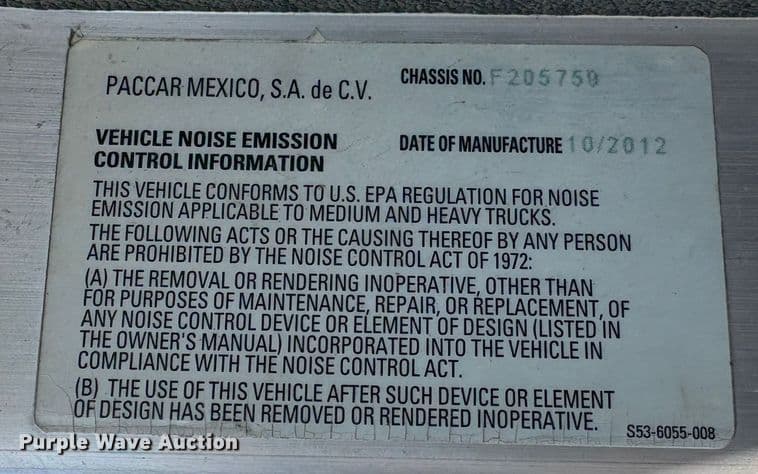 PACCAR MEXICO, S.A. de C.V.
CHASSIS NO. F205750
VEHICLE NOISE EMISSION
CONTROL INFORMATION
DATE OF MANUFACTURE 10/2012
THIS VEHICLE CONFORMS TO U.S. EPA REGULATION FOR NOISE
EMISSION APPLICABLE TO MEDIUM AND HEAVY TRUCKS.
THE FOLLOWING ACTS OR THE CAUSING THEREOF BY ANY PERSON
ARE PROHIBITED BY THE NOISE CONTROL ACT OF 1972:
(A) THE REMOVAL OR RENDERING INOPERATIVE, OTHER THAN
FOR PURPOSES OF MAINTENANCE, REPAIR, OR REPLACEMENT, OF
ANY NOISE CONTROL DEVICE OR ELEMENT OF DESIGN (LISTED IN
THE OWNER'S MANUAL) INCORPORATED INTO THE VEHICLE IN
COMPLIANCE WITH THE NOISE CONTROL ACT.
(B) THE USE OF THIS VEHICLE AFTER SUCH DEVICE OR ELEMENT
OF DESIGN HAS BEEN REMOVED OR RENDERED INOPERATIVE.
S53-6055-008
Purple Wave Auction